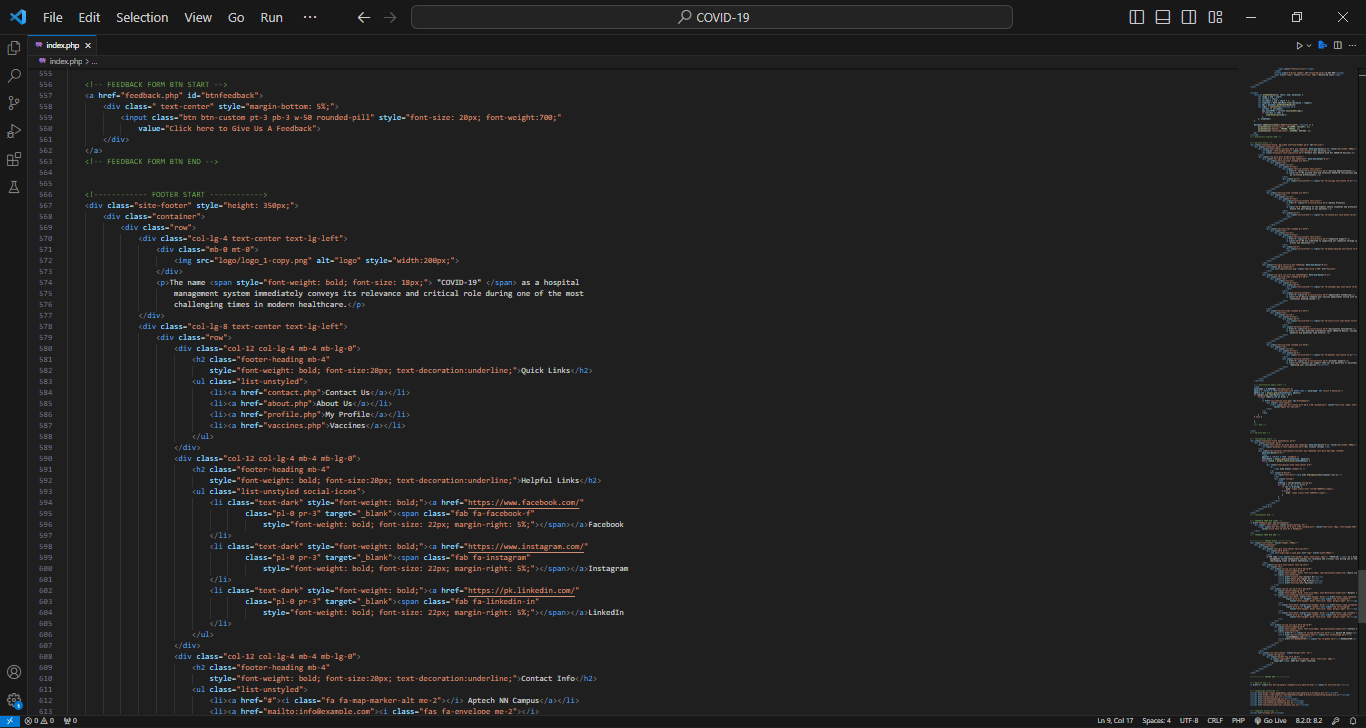 File Edit Selection View Go Run ··· COVID-19
index.php
index.php > ...
555
556 <!-- FEEDBACK FORM BTN START -->
557 <a href="feedback.php" id="btnfeedback">
558 <div class=" text-center" style="margin-bottom: 5%;">
559 <input class="btn btn-custom pt-3 pb-3 w-50 rounded-pill" style="font-size: 20px; font-weight:700;"
560 value="Click here to Give Us A Feedback">
561 </div>
562 </a>
563 <!-- FEEDBACK FORM BTN END -->
564
565
566 <!------------ FOOTER START ------------>
567 <div class="site-footer" style="height: 350px;">
568 <div class="container">
569 <div class="row">
570 <div class="col-lg-4 text-center text-lg-left">
571 <div class="mb-0 mt-0">
572 <img src="logo/logo_1-copy.png" alt="logo" style="width:200px;">
573 </div>
574 <p>The name <span style="font-weight: bold; font-size: 18px;"> "COVID-19" </span> as a hospital
575 management system immediately conveys its relevance and critical role during one of the most
576 challenging times in modern healthcare.</p>
577 </div>
578 <div class="col-lg-8 text-center text-lg-left">
579 <div class="row">
580 <div class="col-12 col-lg-4 mb-4 mb-lg-0">
581 <h2 class="footer-heading mb-4"
582 style="font-weight: bold; font-size:20px; text-decoration:underline;">Quick Links</h2>
583 <ul class="list-unstyled">
584 <li><a href="contact.php">Contact Us</a></li>
585 <li><a href="about.php">About Us</a></li>
586 <li><a href="profile.php">My Profile</a></li>
587 <li><a href="vaccines.php">Vaccines</a></li>
588 </ul>
589 </div>
590 <div class="col-12 col-lg-4 mb-4 mb-lg-0">
591 <h2 class="footer-heading mb-4"
592 style="font-weight: bold; font-size:20px; text-decoration:underline;">Helpful Links</h2>
593 <ul class="list-unstyled social-icons">
594 <li class="text-dark" style="font-weight: bold;"><a href="https://www.facebook.com/"
595 class="pl-0 pr-3" target="_blank"><span class="fab fa-facebook-f"
596 style="font-weight: bold; font-size: 22px; margin-right: 5%;"></span></a>Facebook
597 </li>
598 <li class="text-dark" style="font-weight: bold;"><a href="https://www.instagram.com/"
599 class="pl-0 pr-3" target="_blank"><span class="fab fa-instagram"
600 style="font-weight: bold; font-size: 22px; margin-right: 5%;"></span></a>Instagram
601 </li>
602 <li class="text-dark" style="font-weight: bold;"><a href="https://pk.linkedin.com/"
603 class="pl-0 pr-3" target="_blank"><span class="fab fa-linkedin-in"
604 style="font-weight: bold; font-size: 22px; margin-right: 5%;"></span></a>LinkedIn
605 </li>
606 </ul>
607 </div>
608 <div class="col-12 col-lg-4 mb-4 mb-lg-0">
609 <h2 class="footer-heading mb-4"
610 style="font-weight: bold; font-size:20px; text-decoration:underline;">Contact Info</h2>
611 <ul class="list-unstyled">
612 <li><a href="#"><i class="fa fa-map-marker-alt me-2"></i> Aptech NN Campus</a></li>
613 <li><a href="mailto:info@example.com"><i class="fas fa-envelope me-2"></i>
0 0 0 Ln 9, Col 17 Spaces: 4 UTF-8 CRLF PHP Go Live 8.2.0: 8.2